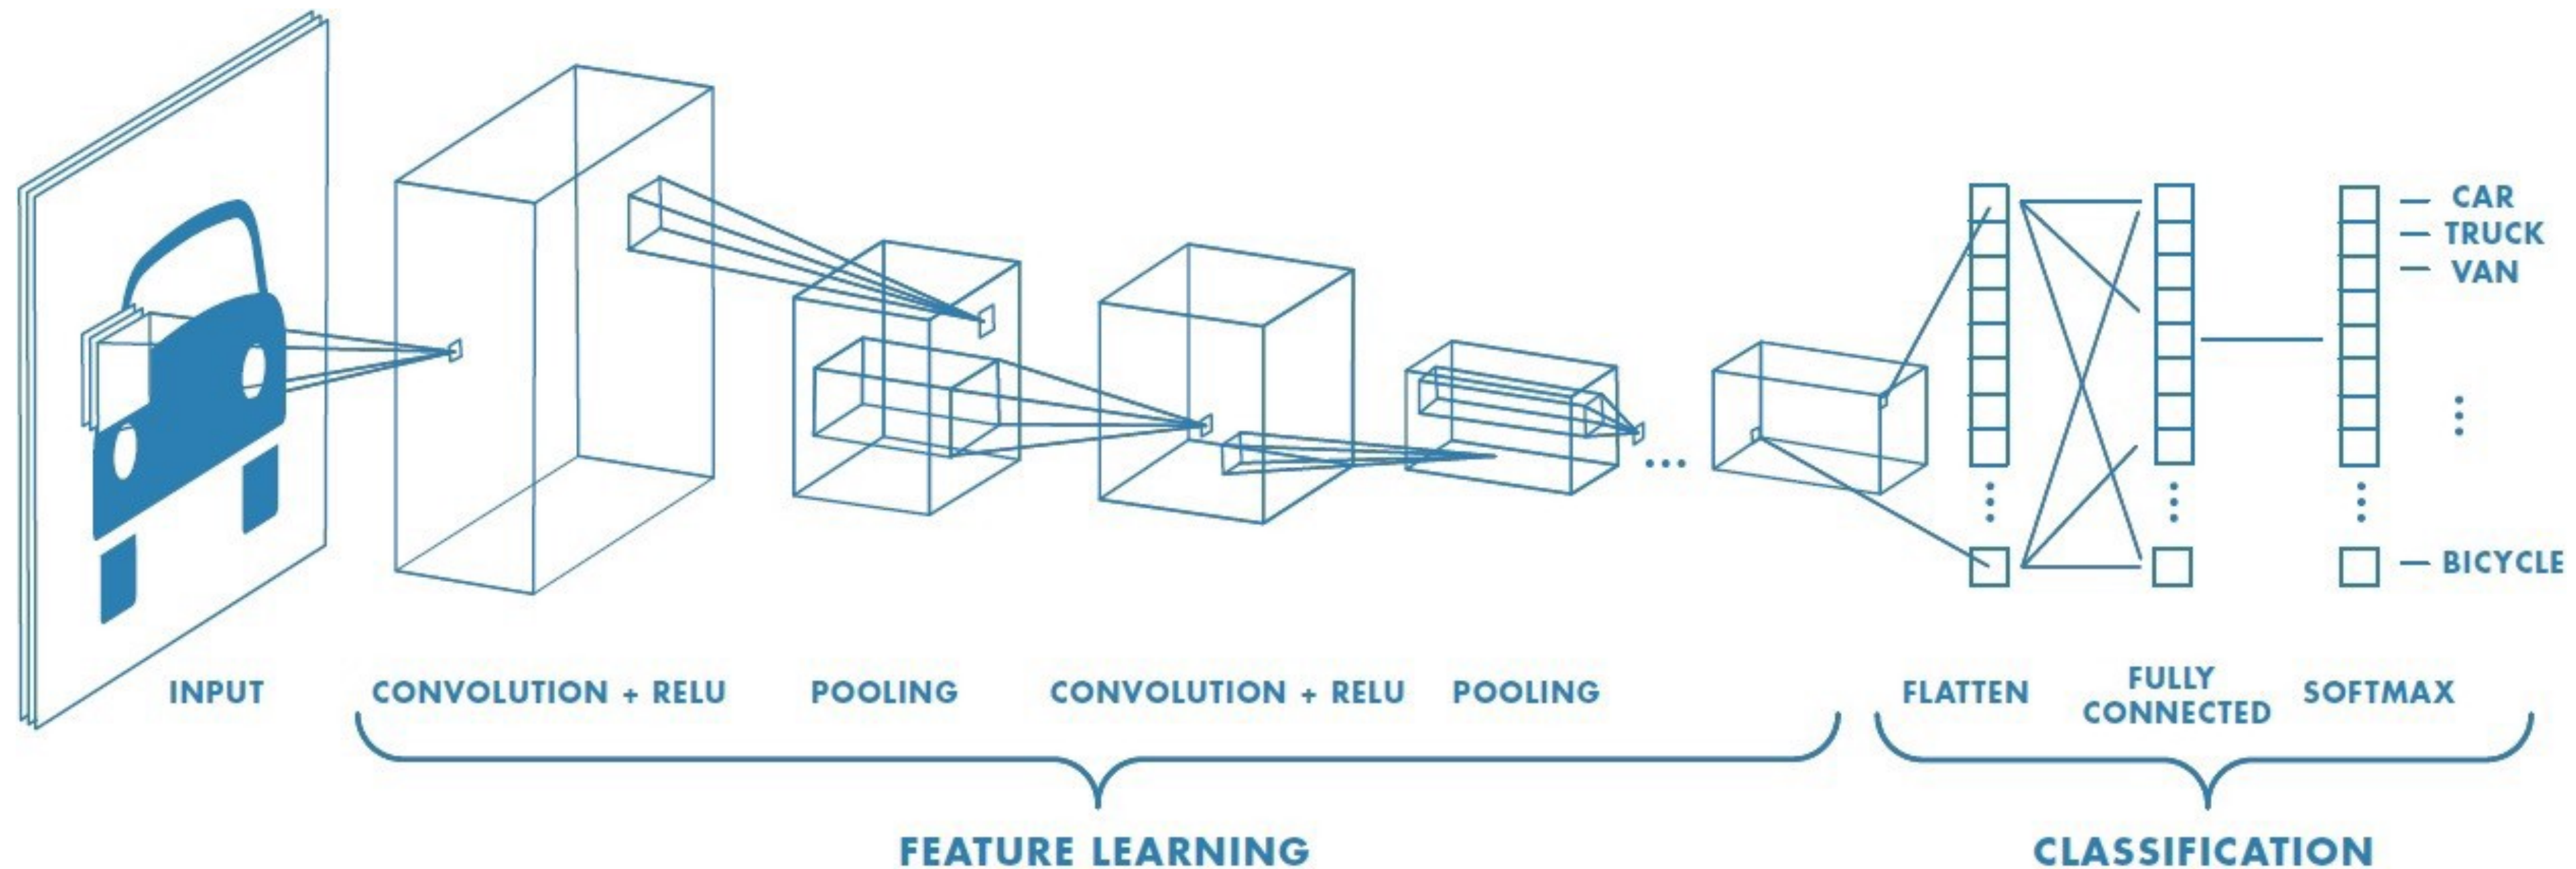 CAR
TRUCK
VAN
BICYCLE
INPUT
CONVOLUTION + RELU
POOLING
CONVOLUTION + RELU
POOLING
FLATTEN
FULLY
CONNECTED
SOFTMAX
FEATURE LEARNING
CLASSIFICATION